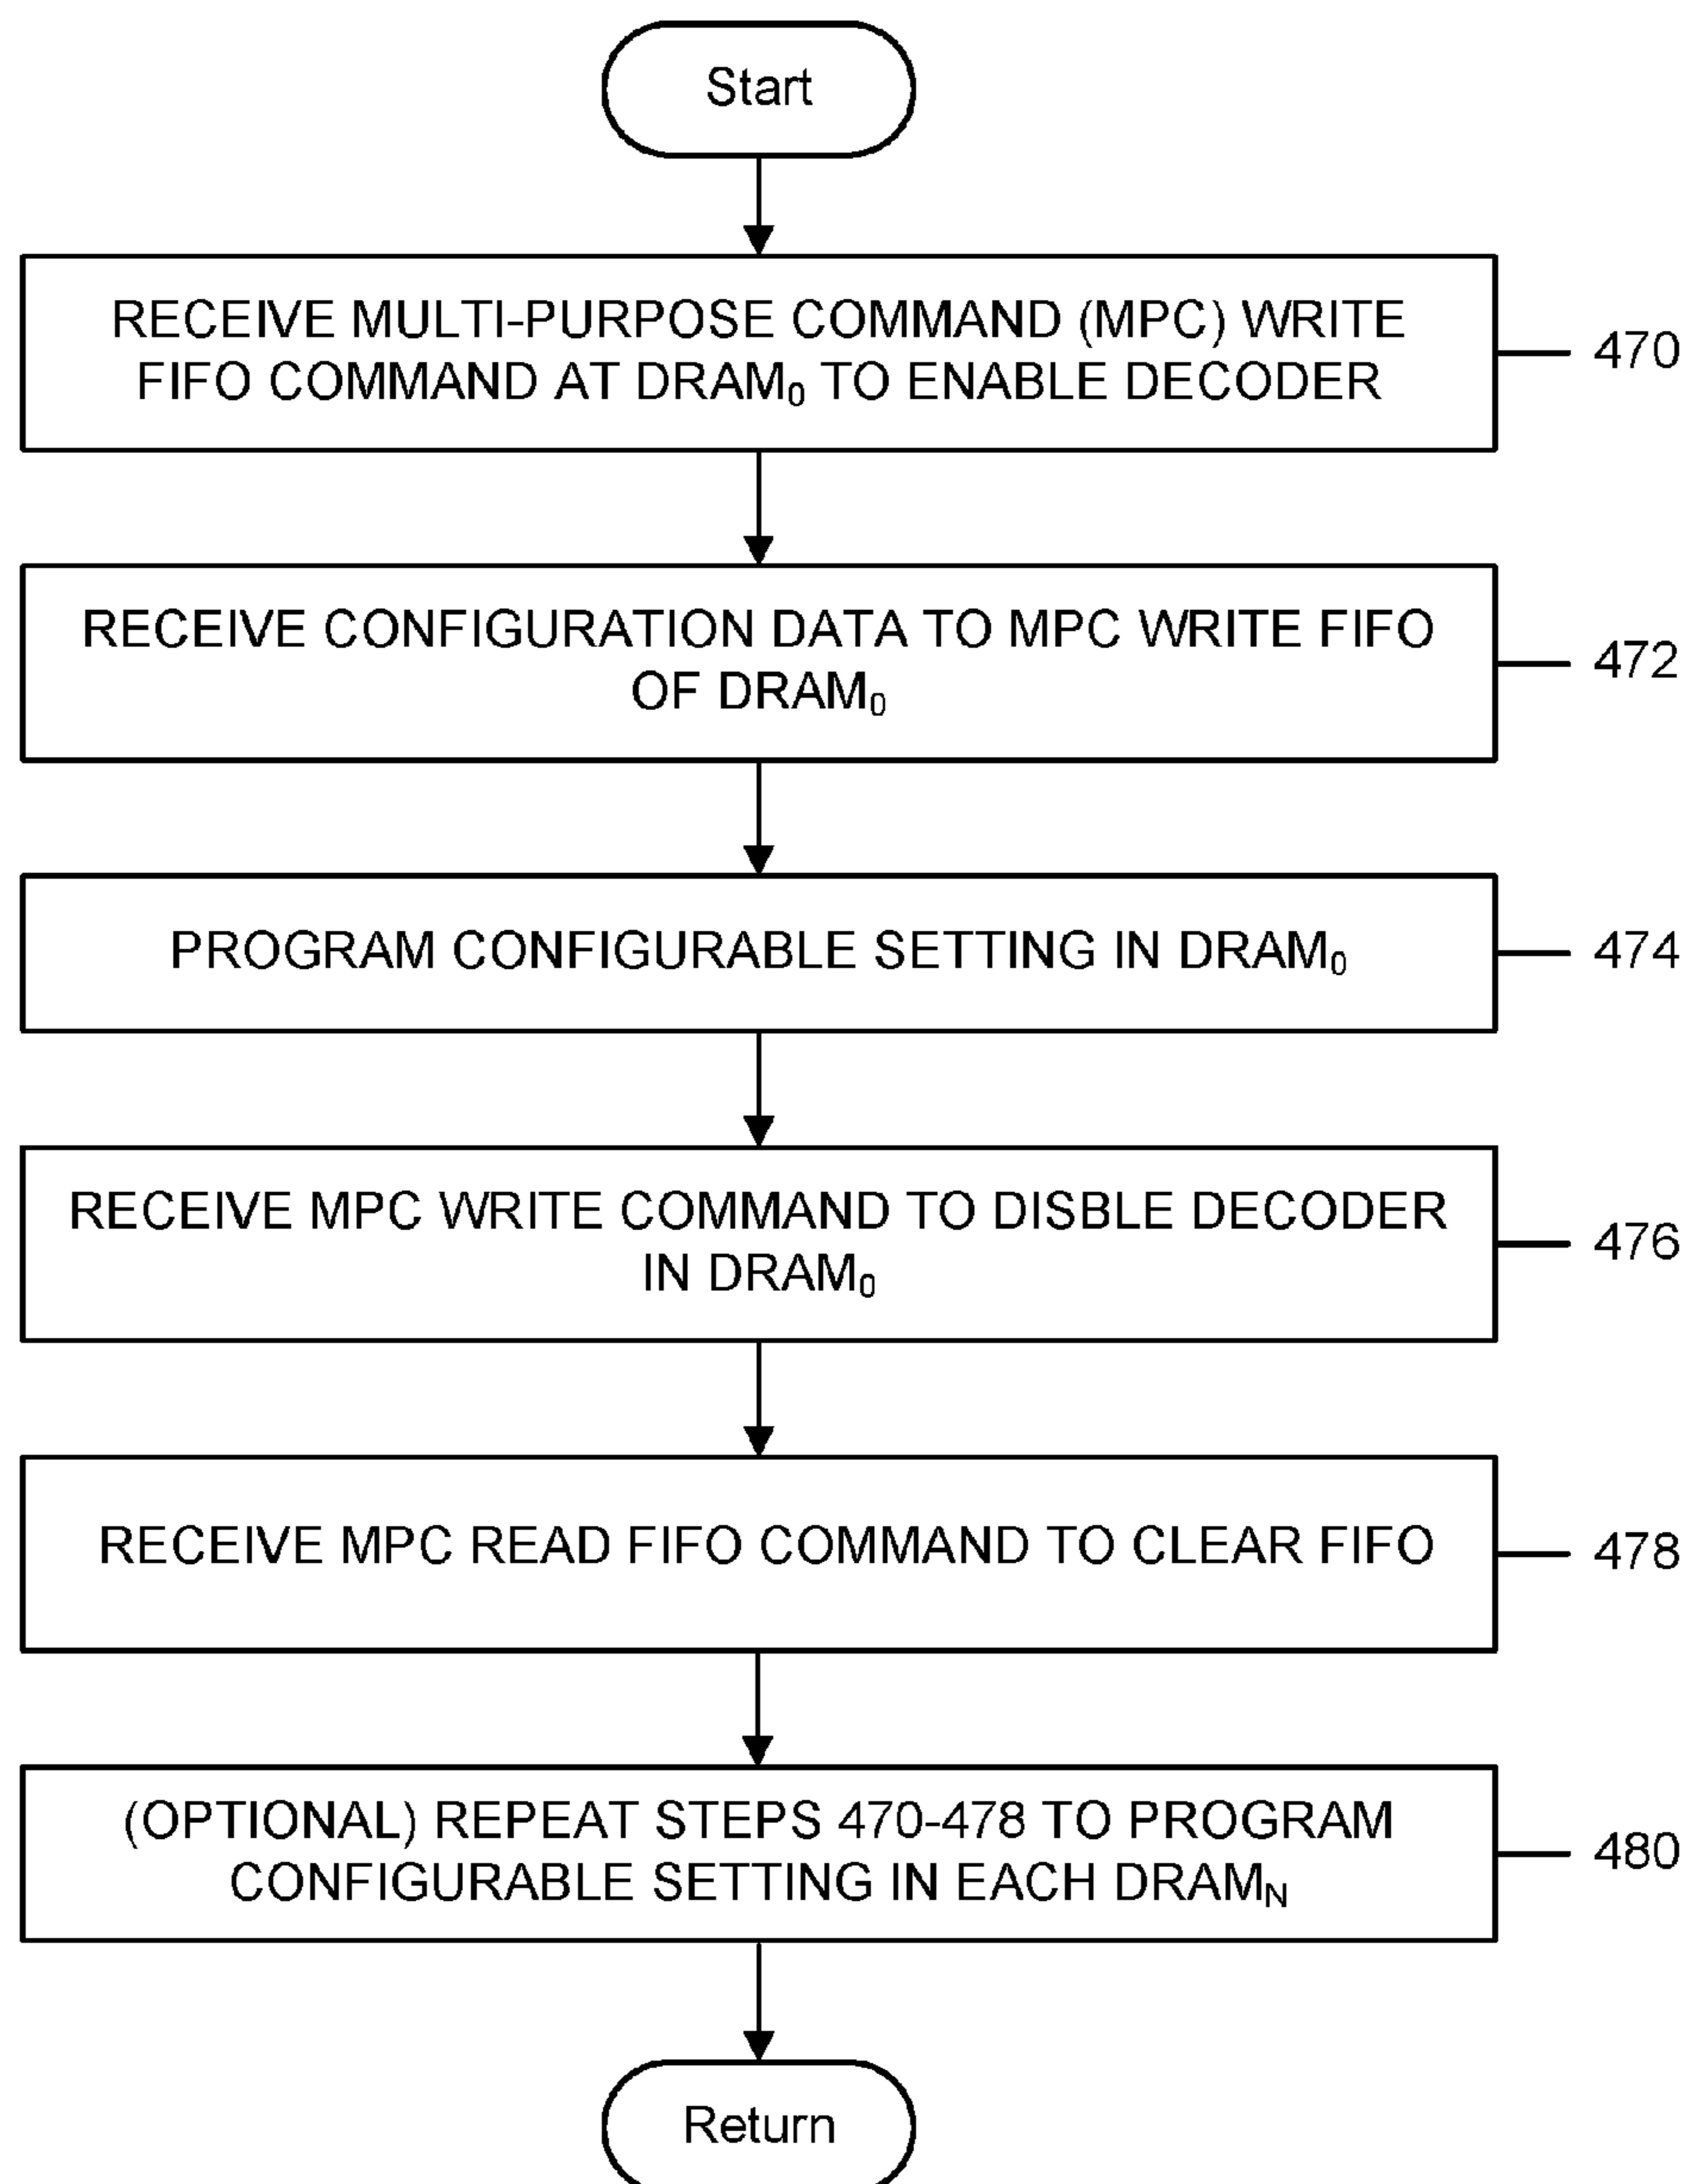 Start
RECEIVE MULTI-PURPOSE COMMAND (MPC) WRITE
FIFO COMMAND AT DRAM₀ TO ENABLE DECODER
470
RECEIVE CONFIGURATION DATA TO MPC WRITE FIFO
OF DRAM₀
472
PROGRAM CONFIGURABLE SETTING IN DRAM₀
474
RECEIVE MPC WRITE COMMAND TO DISBLE DECODER
IN DRAM₀
476
RECEIVE MPC READ FIFO COMMAND TO CLEAR FIFO
478
(OPTIONAL) REPEAT STEPS 470-478 TO PROGRAM
CONFIGURABLE SETTING IN EACH DRAMN
480
Return